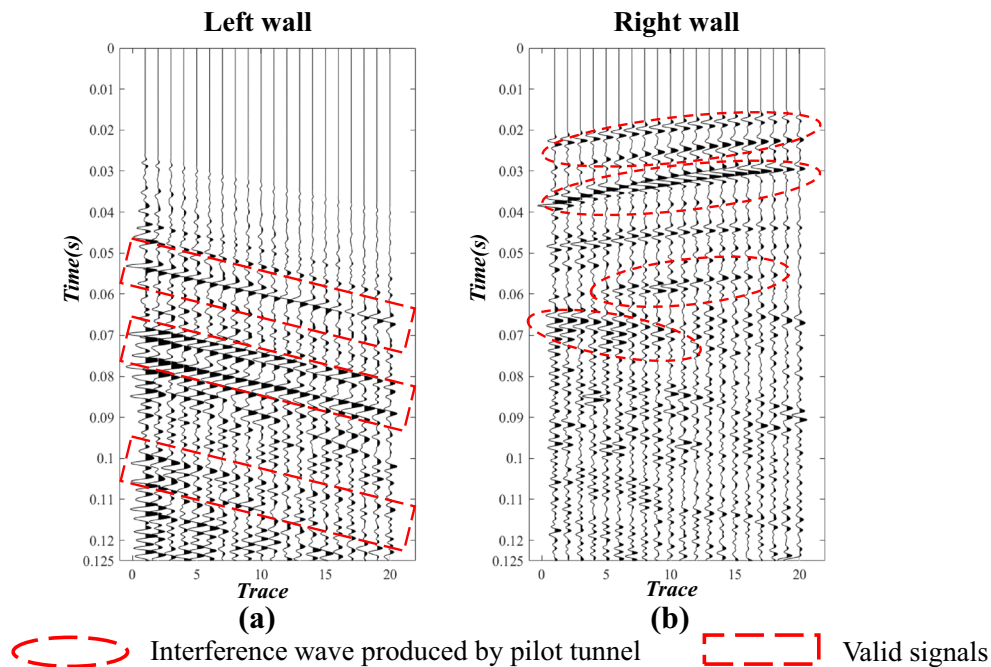 Left wall
Right wall
0
0.01
0.02
0.03
0.04
0.05
0.06
0.07
0.08
0.09
0.1
0.11
0.12
0.125
Time(s)
0 5 10 15 20
Trace
(a)
0
0.01
0.02
0.03
0.04
0.05
0.06
0.07
0.08
0.09
0.1
0.11
0.12
0.125
Time(s)
0 5 10 15 20
Trace
(b)
Interference wave produced by pilot tunnel
Valid signals